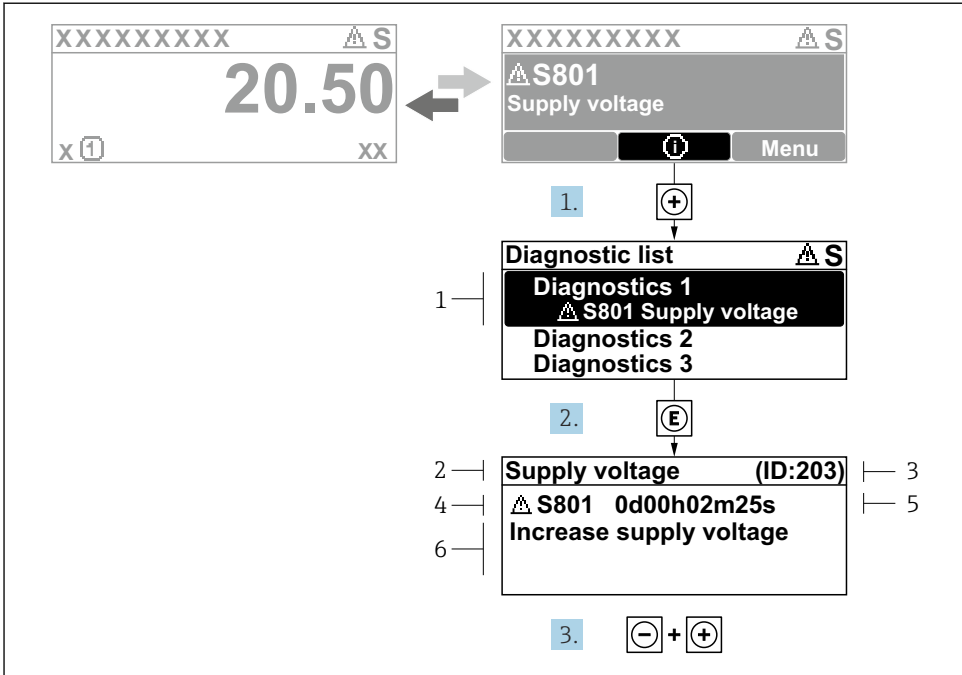 XXXXXXXXX ⚠ S
20.50
x ① xx
XXXXXXXXX ⚠ S
⚠ S801
Supply voltage
ⓘ Menu
1. +
Diagnostic list ⚠ S
1
Diagnostics 1
⚠ S801 Supply voltage
Diagnostics 2
Diagnostics 3
2. E
2 Supply voltage (ID:203) 3
4 ⚠ S801 0d00h02m25s 5
6 Increase supply voltage
3. − + +